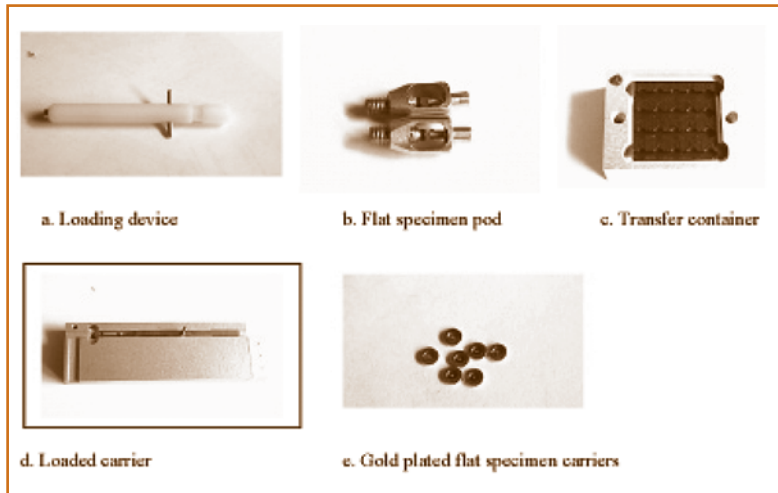 a. Loading device
b. Flat specimen pod
c. Transfer container
d. Loaded carrier
e. Gold plated flat specimen carriers